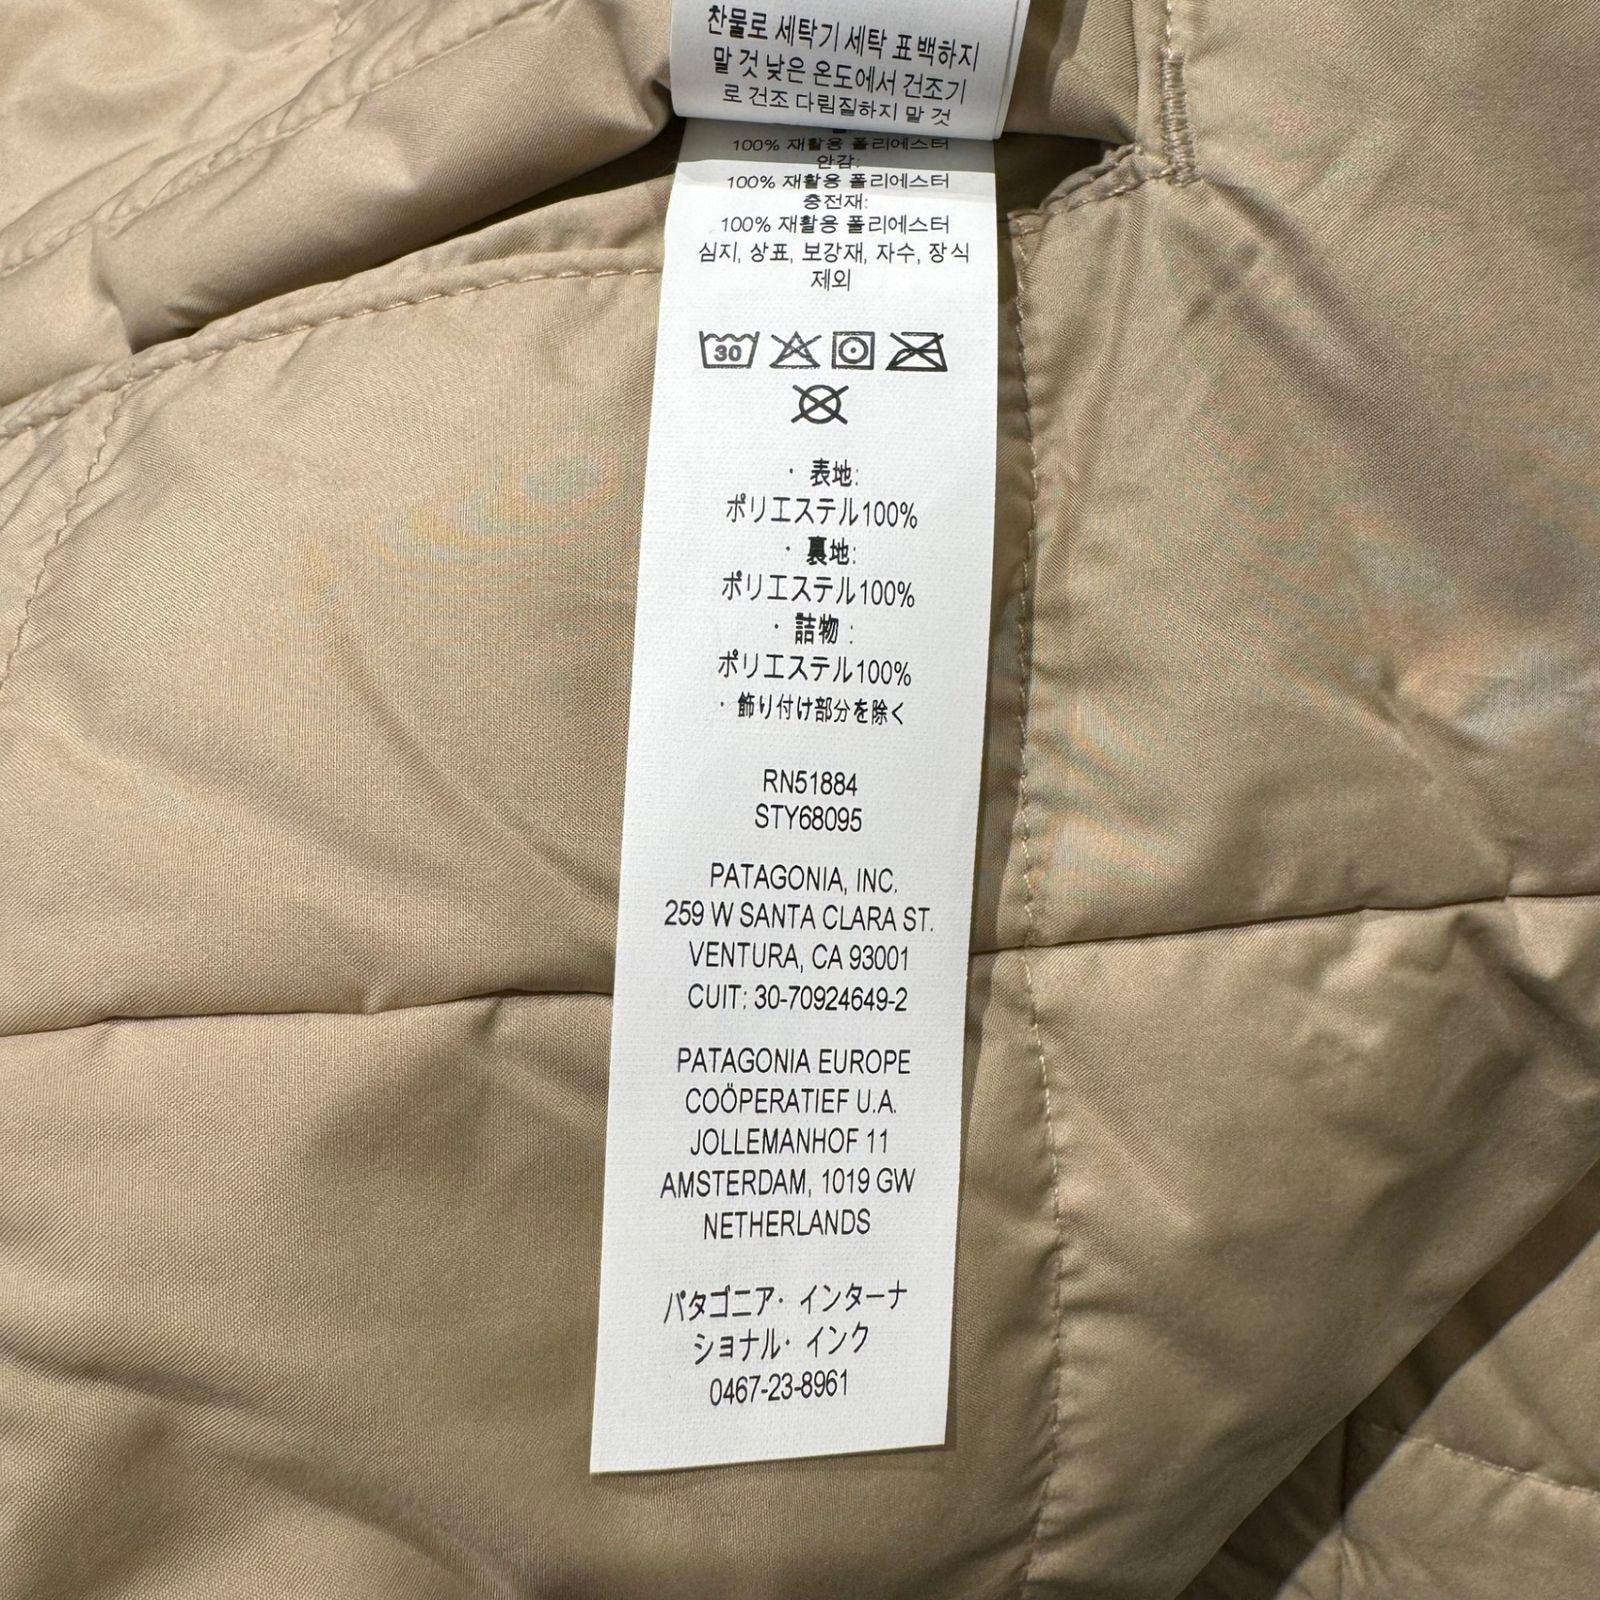 찬물로 세탁기 세탁 표백하지
말 것 낮은 온도에서 건조기
로 건조 다림질하지 말 것
100% 재활용 폴리에스터
안감:
100% 재활용 폴리에스터
충전재:
100% 재활용 폴리에스터
심지, 상표, 보강재, 자수, 장식
제외
30
· 表地:
ポリエステル100%
· 裏地:
ポリエステル100%
· 詰物 :
ポリエステル100%
· 飾り付け部分を除く
RN51884
STY68095
PATAGONIA, INC.
259 W SANTA CLARA ST.
VENTURA, CA 93001
CUIT: 30-70924649-2
PATAGONIA EUROPE
COÖPERATIEF U.A.
JOLLEMANHOF 11
AMSTERDAM, 1019 GW
NETHERLANDS
パタゴニア・インターナ
ショナル・インク
0467-23-8961